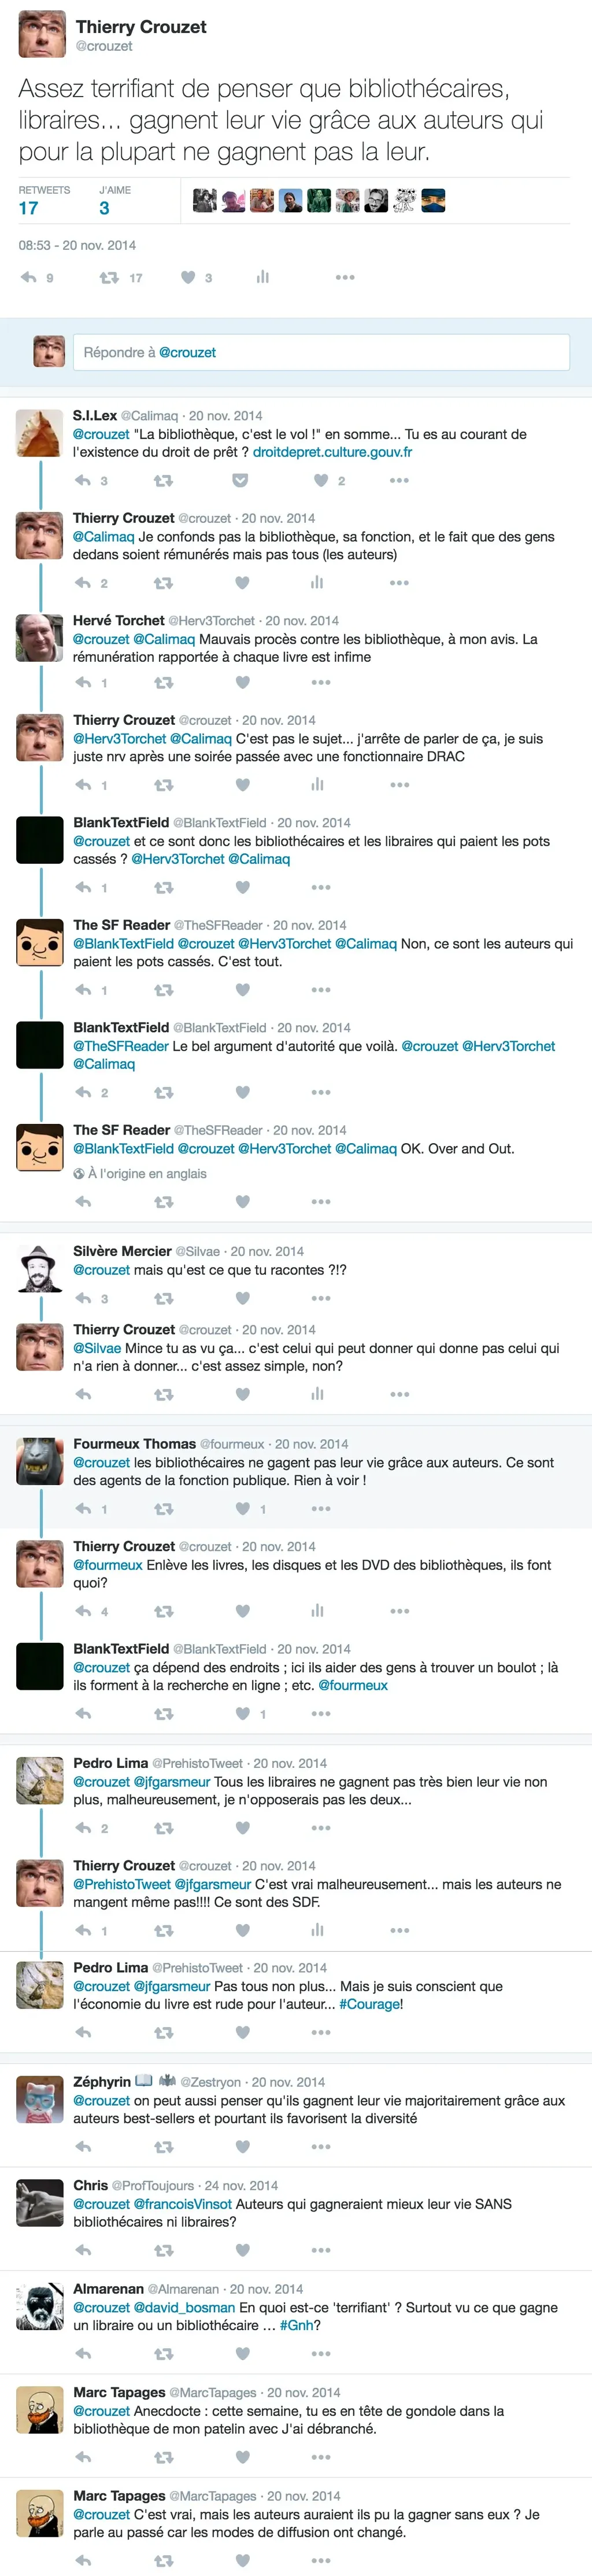 Thierry Crouzet
@crouzet
Assez terrifiant de penser que bibliothécaires,
libraires... gagnent leur vie grâce aux auteurs qui
pour la plupart ne gagnent pas la leur.
RETWEETS J'AIME
17 3
08:53 - 20 nov. 2014
9 17 3
Répondre à @crouzet
S.I.Lex @Calimaq · 20 nov. 2014
@crouzet "La bibliothèque, c'est le vol !" en somme... Tu es au courant de
l'existence du droit de prêt ? droitdepret.culture.gouv.fr
3 2
Thierry Crouzet @crouzet · 20 nov. 2014
@Calimaq Je confonds pas la bibliothèque, sa fonction, et le fait que des gens
dedans soient rémunérés mais pas tous (les auteurs)
2
Hervé Torchet @Herv3Torchet · 20 nov. 2014
@crouzet @Calimaq Mauvais procès contre les bibliothèque, à mon avis. La
rémunération rapportée à chaque livre est infime
1
Thierry Crouzet @crouzet · 20 nov. 2014
@Herv3Torchet @Calimaq C'est pas le sujet... j'arrête de parler de ça, je suis
juste nrv après une soirée passée avec une fonctionnaire DRAC
1
BlankTextField @BlankTextField · 20 nov. 2014
@crouzet et ce sont donc les bibliothécaires et les libraires qui paient les pots
cassés ? @Herv3Torchet @Calimaq
1
The SF Reader @TheSFReader · 20 nov. 2014
@BlankTextField @crouzet @Herv3Torchet @Calimaq Non, ce sont les auteurs qui
paient les pots cassés. C'est tout.
1
BlankTextField @BlankTextField · 20 nov. 2014
@TheSFReader Le bel argument d'autorité que voilà. @crouzet @Herv3Torchet
@Calimaq
2
The SF Reader @TheSFReader · 20 nov. 2014
@BlankTextField @crouzet @Herv3Torchet @Calimaq OK. Over and Out.
À l'origine en anglais
Silvère Mercier @Silvae · 20 nov. 2014
@crouzet mais qu'est ce que tu racontes ?!?
3
Thierry Crouzet @crouzet · 20 nov. 2014
@Silvae Mince tu as vu ça... c'est celui qui peut donner qui donne pas celui qui
n'a rien à donner... c'est assez simple, non?
Fourmeux Thomas @fourmeux · 20 nov. 2014
@crouzet les bibliothécaires ne gagent pas leur vie grâce aux auteurs. Ce sont
des agents de la fonction publique. Rien à voir !
1 1
Thierry Crouzet @crouzet · 20 nov. 2014
@fourmeux Enlève les livres, les disques et les DVD des bibliothèques, ils font
quoi?
4
BlankTextField @BlankTextField · 20 nov. 2014
@crouzet ça dépend des endroits ; ici ils aider des gens à trouver un boulot ; là
ils forment à la recherche en ligne ; etc. @fourmeux
1
Pedro Lima @PrehistoTweet · 20 nov. 2014
@crouzet @jfgarsmeur Tous les libraires ne gagnent pas très bien leur vie non
plus, malheureusement, je n'opposerais pas les deux...
2
Thierry Crouzet @crouzet · 20 nov. 2014
@PrehistoTweet @jfgarsmeur C'est vrai malheureusement... mais les auteurs ne
mangent même pas!!!! Ce sont des SDF.
1
Pedro Lima @PrehistoTweet · 20 nov. 2014
@crouzet @jfgarsmeur Pas tous non plus... Mais je suis conscient que
l'économie du livre est rude pour l'auteur... #Courage!
Zéphyrin @Zestryon · 20 nov. 2014
@crouzet on peut aussi penser qu'ils gagnent leur vie majoritairement grâce aux
auteurs best-sellers et pourtant ils favorisent la diversité
Chris @ProfToujours · 24 nov. 2014
@crouzet @francoisVinsot Auteurs qui gagneraient mieux leur vie SANS
bibliothécaires ni libraires?
Almarenan @Almarenan · 20 nov. 2014
@crouzet @david_bosman En quoi est-ce 'terrifiant' ? Surtout vu ce que gagne
un libraire ou un bibliothécaire … #Gnh?
Marc Tapages @MarcTapages · 20 nov. 2014
@crouzet Anecdocte : cette semaine, tu es en tête de gondole dans la
bibliothèque de mon patelin avec J'ai débranché.
Marc Tapages @MarcTapages · 20 nov. 2014
@crouzet C'est vrai, mais les auteurs auraient ils pu la gagner sans eux ? Je
parle au passé car les modes de diffusion ont changé.